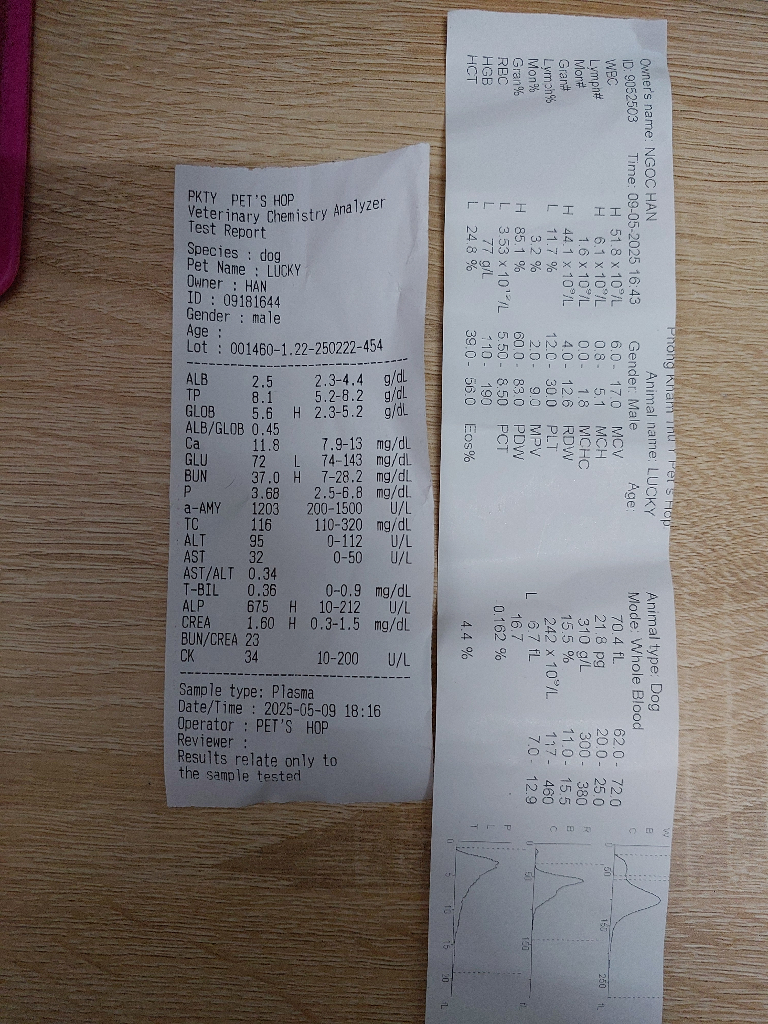 PKTY PET'S HOP
Veterinary Chemistry Analyzer
Test Report
Species : dog
Pet Name : LUCKY
Owner : HAN
ID : 09181644
Gender : male
Age :
Lot : 001460-1.22-250222-454
ALB 2.5 2.3-4.4 g/dL
TP 8.1 5.2-8.2 g/dL
GLOB 5.6 H 2.3-5.2 g/dL
ALB/GLOB 0.45
Ca 11.8 7.9-13 mg/dL
GLU 72 L 74-143 mg/dL
BUN 37.0 H 7-28.2 mg/dL
P 3.68 2.5-6.8 mg/dL
a-AMY 1203 200-1500 U/L
TC 116 110-320 mg/dL
ALT 95 0-112 U/L
AST 32 0-50 U/L
AST/ALT 0.34
T-BIL 0.36 0-0.9 mg/dL
ALP 675 H 10-212 U/L
CREA 1.60 H 0.3-1.5 mg/dL
BUN/CREA 23
CK 34 10-200 U/L
Sample type: Plasma
Date/Time : 2025-05-09 18:16
Operator : PET'S HOP
Reviewer :
Results relate only to
the sample tested
Pet's Hop
Owner's name: NGOC HAN Animal name: LUCKY Animal type: Dog
ID: 9052503 Time: 09-05-2025 16:43 Gender: Male Age: Mode: Whole Blood
WBC H 51.8 x 10^9/L 6.0 - 17.0 MCV 70.4 fL 62.0 - 72.0
Lymph# H 6.1 x 10^9/L 0.8 - 5.1 MCH 21.8 pg 20.0 - 25.0
Mon# 1.6 x 10^9/L 0.0 - 1.8 MCHC 310 g/L 300 - 380
Gran# H 44.1 x 10^9/L 4.0 - 12.6 RDW 15.5 % 11.0 - 15.5
Lymph% L 11.7 % 12.0 - 30.0 PLT 242 x 10^9/L 117 - 460
Mon% 3.2 % 2.0 - 9.0 MPV L 6.7 fL 7.0 - 12.9
Gran% H 85.1 % 60.0 - 83.0 PDW 16.7
RBC L 3.53 x 10^12/L 5.50 - 8.50 PCT 0.162 %
HGB L 77 g/L 110 - 190
HCT L 24.8 % 39.0 - 56.0 Eos% 4.4 %
W
B
C
0
R
B
C
0
P
L
T
0 5 10 15
fL